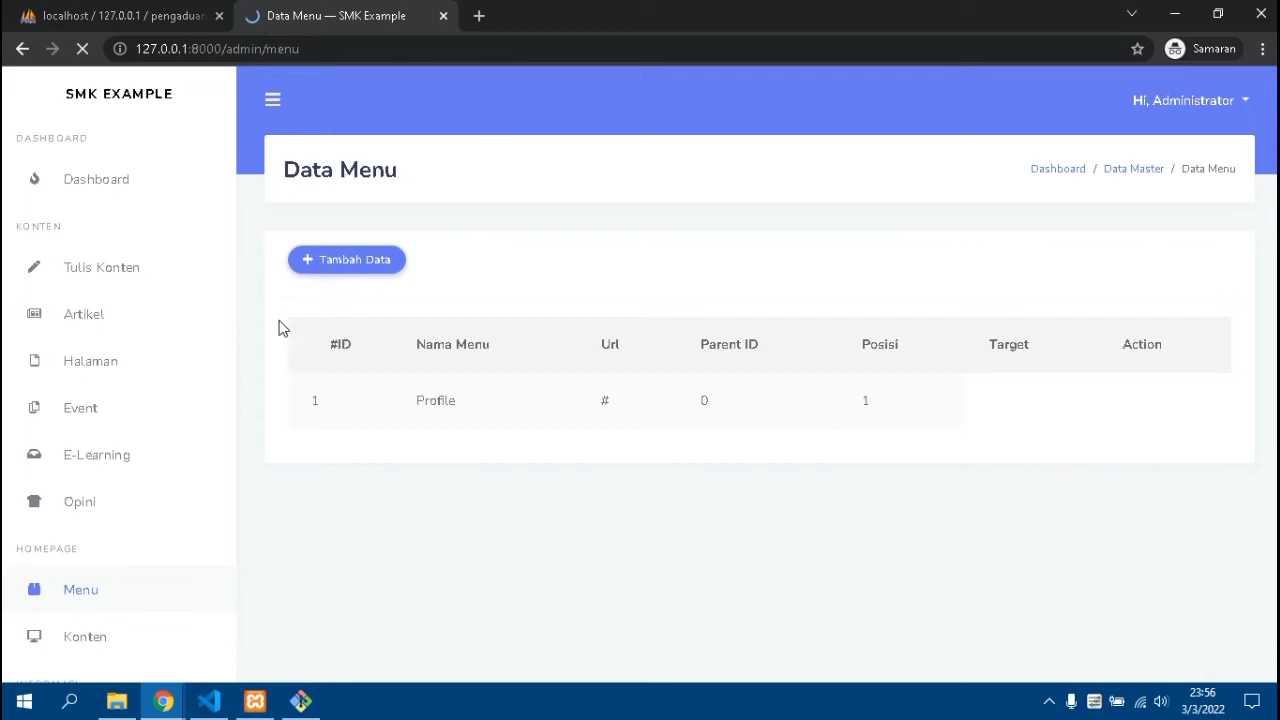 localhost / 127.0.0.1 / pengaduan
Data Menu — SMK Example
127.0.0.1:8000/admin/menu
Samaran
SMK EXAMPLE
Hi, Administrator
DASHBOARD
Dashboard
KONTEN
Tulis Konten
Artikel
Halaman
Event
E-Learning
Opini
HOMEPAGE
Menu
Konten
Data Menu
Dashboard / Data Master / Data Menu
+ Tambah Data
#ID Nama Menu Url Parent ID Posisi Target Action
1 Profile # 0 1
23:56
3/3/2022